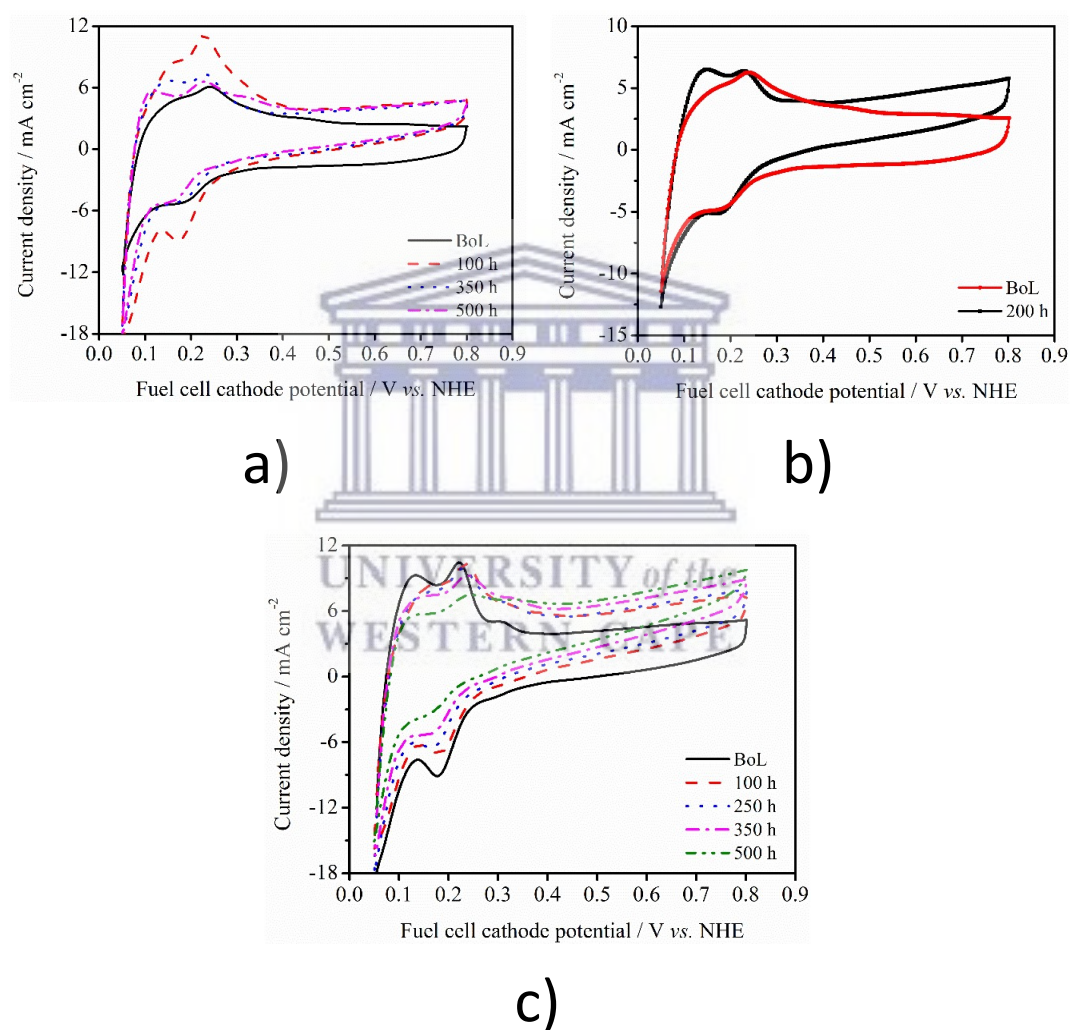 12
6
0
-6
-12
-18
Current density / mA cm-2
BoL
100 h
350 h
500 h
0.0 0.1 0.2 0.3 0.4 0.5 0.6 0.7 0.8 0.9
Fuel cell cathode potential / V vs. NHE
a)
10
5
0
-5
-10
-15
Current density / mA cm-2
BoL
200 h
0.0 0.1 0.2 0.3 0.4 0.5 0.6 0.7 0.8 0.9
Fuel cell cathode potential / V vs. NHE
b)
12
6
0
-6
-12
-18
Current density / mA cm-2
UNIVERSITY of the
WESTERN CAPE
BoL
100 h
250 h
350 h
500 h
0.0 0.1 0.2 0.3 0.4 0.5 0.6 0.7 0.8 0.9
Fuel cell cathode potential / V vs. NHE
c)